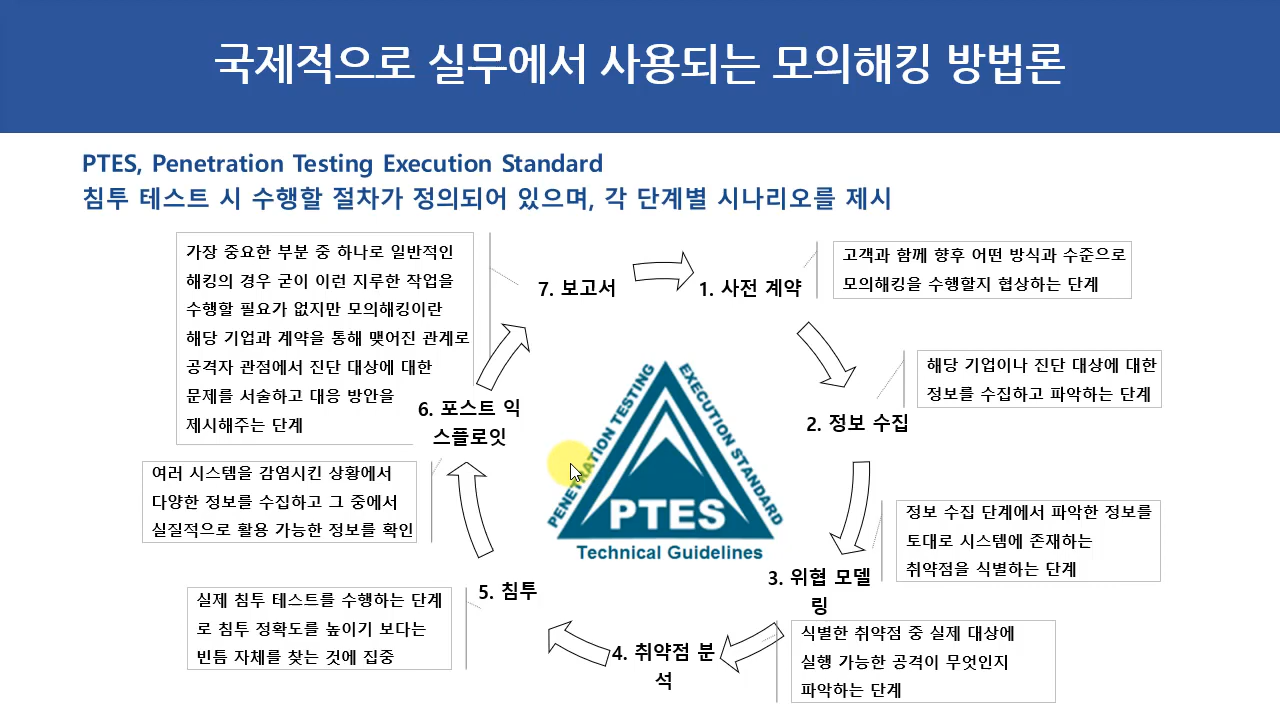 국제적으로 실무에서 사용되는 모의해킹 방법론
PTES, Penetration Testing Execution Standard
침투 테스트 시 수행할 절차가 정의되어 있으며, 각 단계별 시나리오를 제시
가장 중요한 부분 중 하나로 일반적인
해킹의 경우 굳이 이런 지루한 작업을
수행할 필요가 없지만 모의해킹이란
해당 기업과 계약을 통해 맺어진 관계로
공격자 관점에서 진단 대상에 대한
문제를 서술하고 대응 방안을
제시해주는 단계
7. 보고서
1. 사전 계약
고객과 함께 향후 어떤 방식과 수준으로
모의해킹을 수행할지 협상하는 단계
해당 기업이나 진단 대상에 대한
정보를 수집하고 파악하는 단계
2. 정보 수집
6. 포스트 익
스플로잇
여러 시스템을 감염시킨 상황에서
다양한 정보를 수집하고 그 중에서
실질적으로 활용 가능한 정보를 확인
PENETRATION TESTING
EXECUTION STANDARD
PTES
Technical Guidelines
정보 수집 단계에서 파악한 정보를
토대로 시스템에 존재하는
취약점을 식별하는 단계
3. 위협 모델
링
5. 침투
실제 침투 테스트를 수행하는 단계
로 침투 정확도를 높이기 보다는
빈틈 자체를 찾는 것에 집중
4. 취약점 분
석
식별한 취약점 중 실제 대상에
실행 가능한 공격이 무엇인지
파악하는 단계